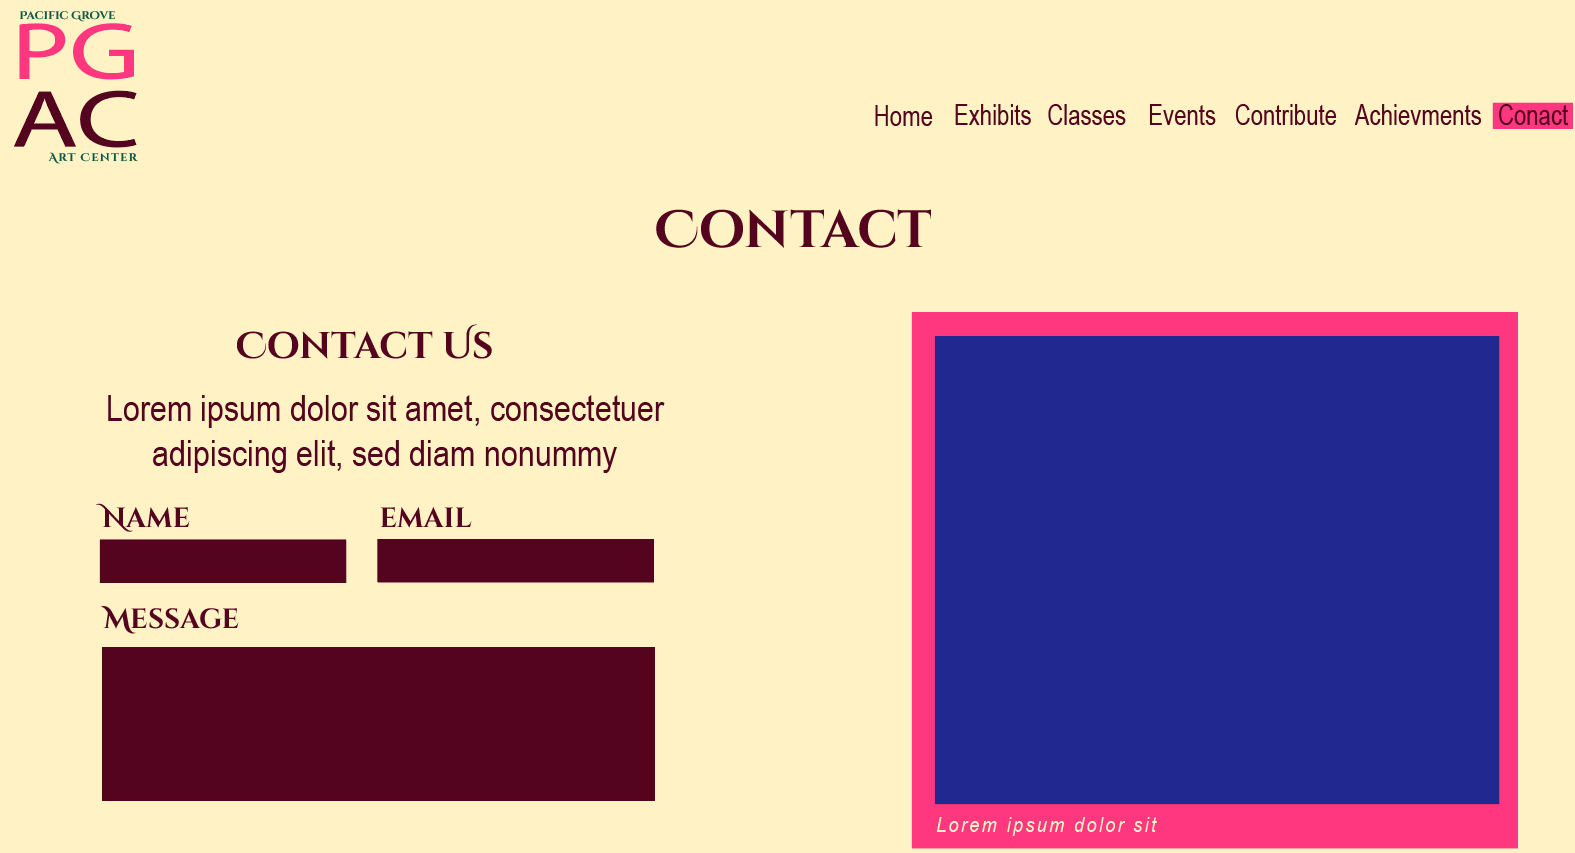 Pacific Grove
PG
AC
Art Center
Home Exhibits Classes Events Contribute Achievments Conact
Contact
Contact Us
Lorem ipsum dolor sit amet, consectetuer
adipiscing elit, sed diam nonummy
Name email
Message
Lorem ipsum dolor sit